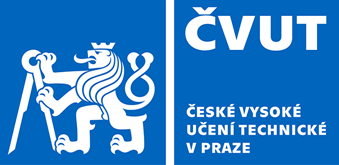 ČVUT
ČESKÉ VYSOKÉ
UČENÍ TECHNICKÉ
V PRAZE